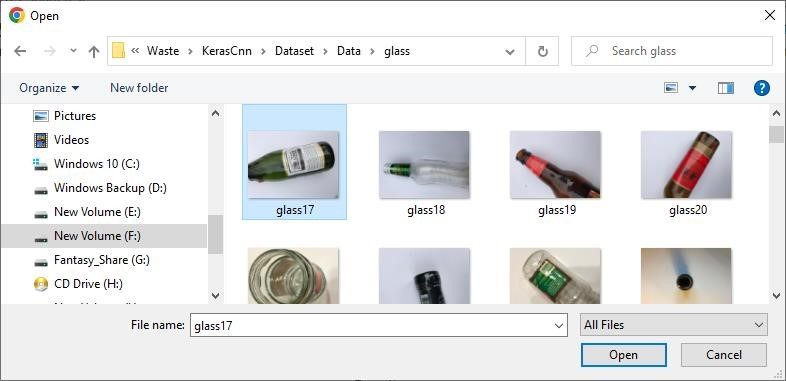 Open
Waste > KerasCnn > Dataset > Data > glass
Search glass
Organize
New folder
Pictures
Videos
Windows 10 (C:)
Windows Backup (D:)
New Volume (E:)
New Volume (F:)
Fantasy_Share (G:)
CD Drive (H:)
glass17
glass18
glass19
glass20
File name:
glass17
All Files
Open
Cancel